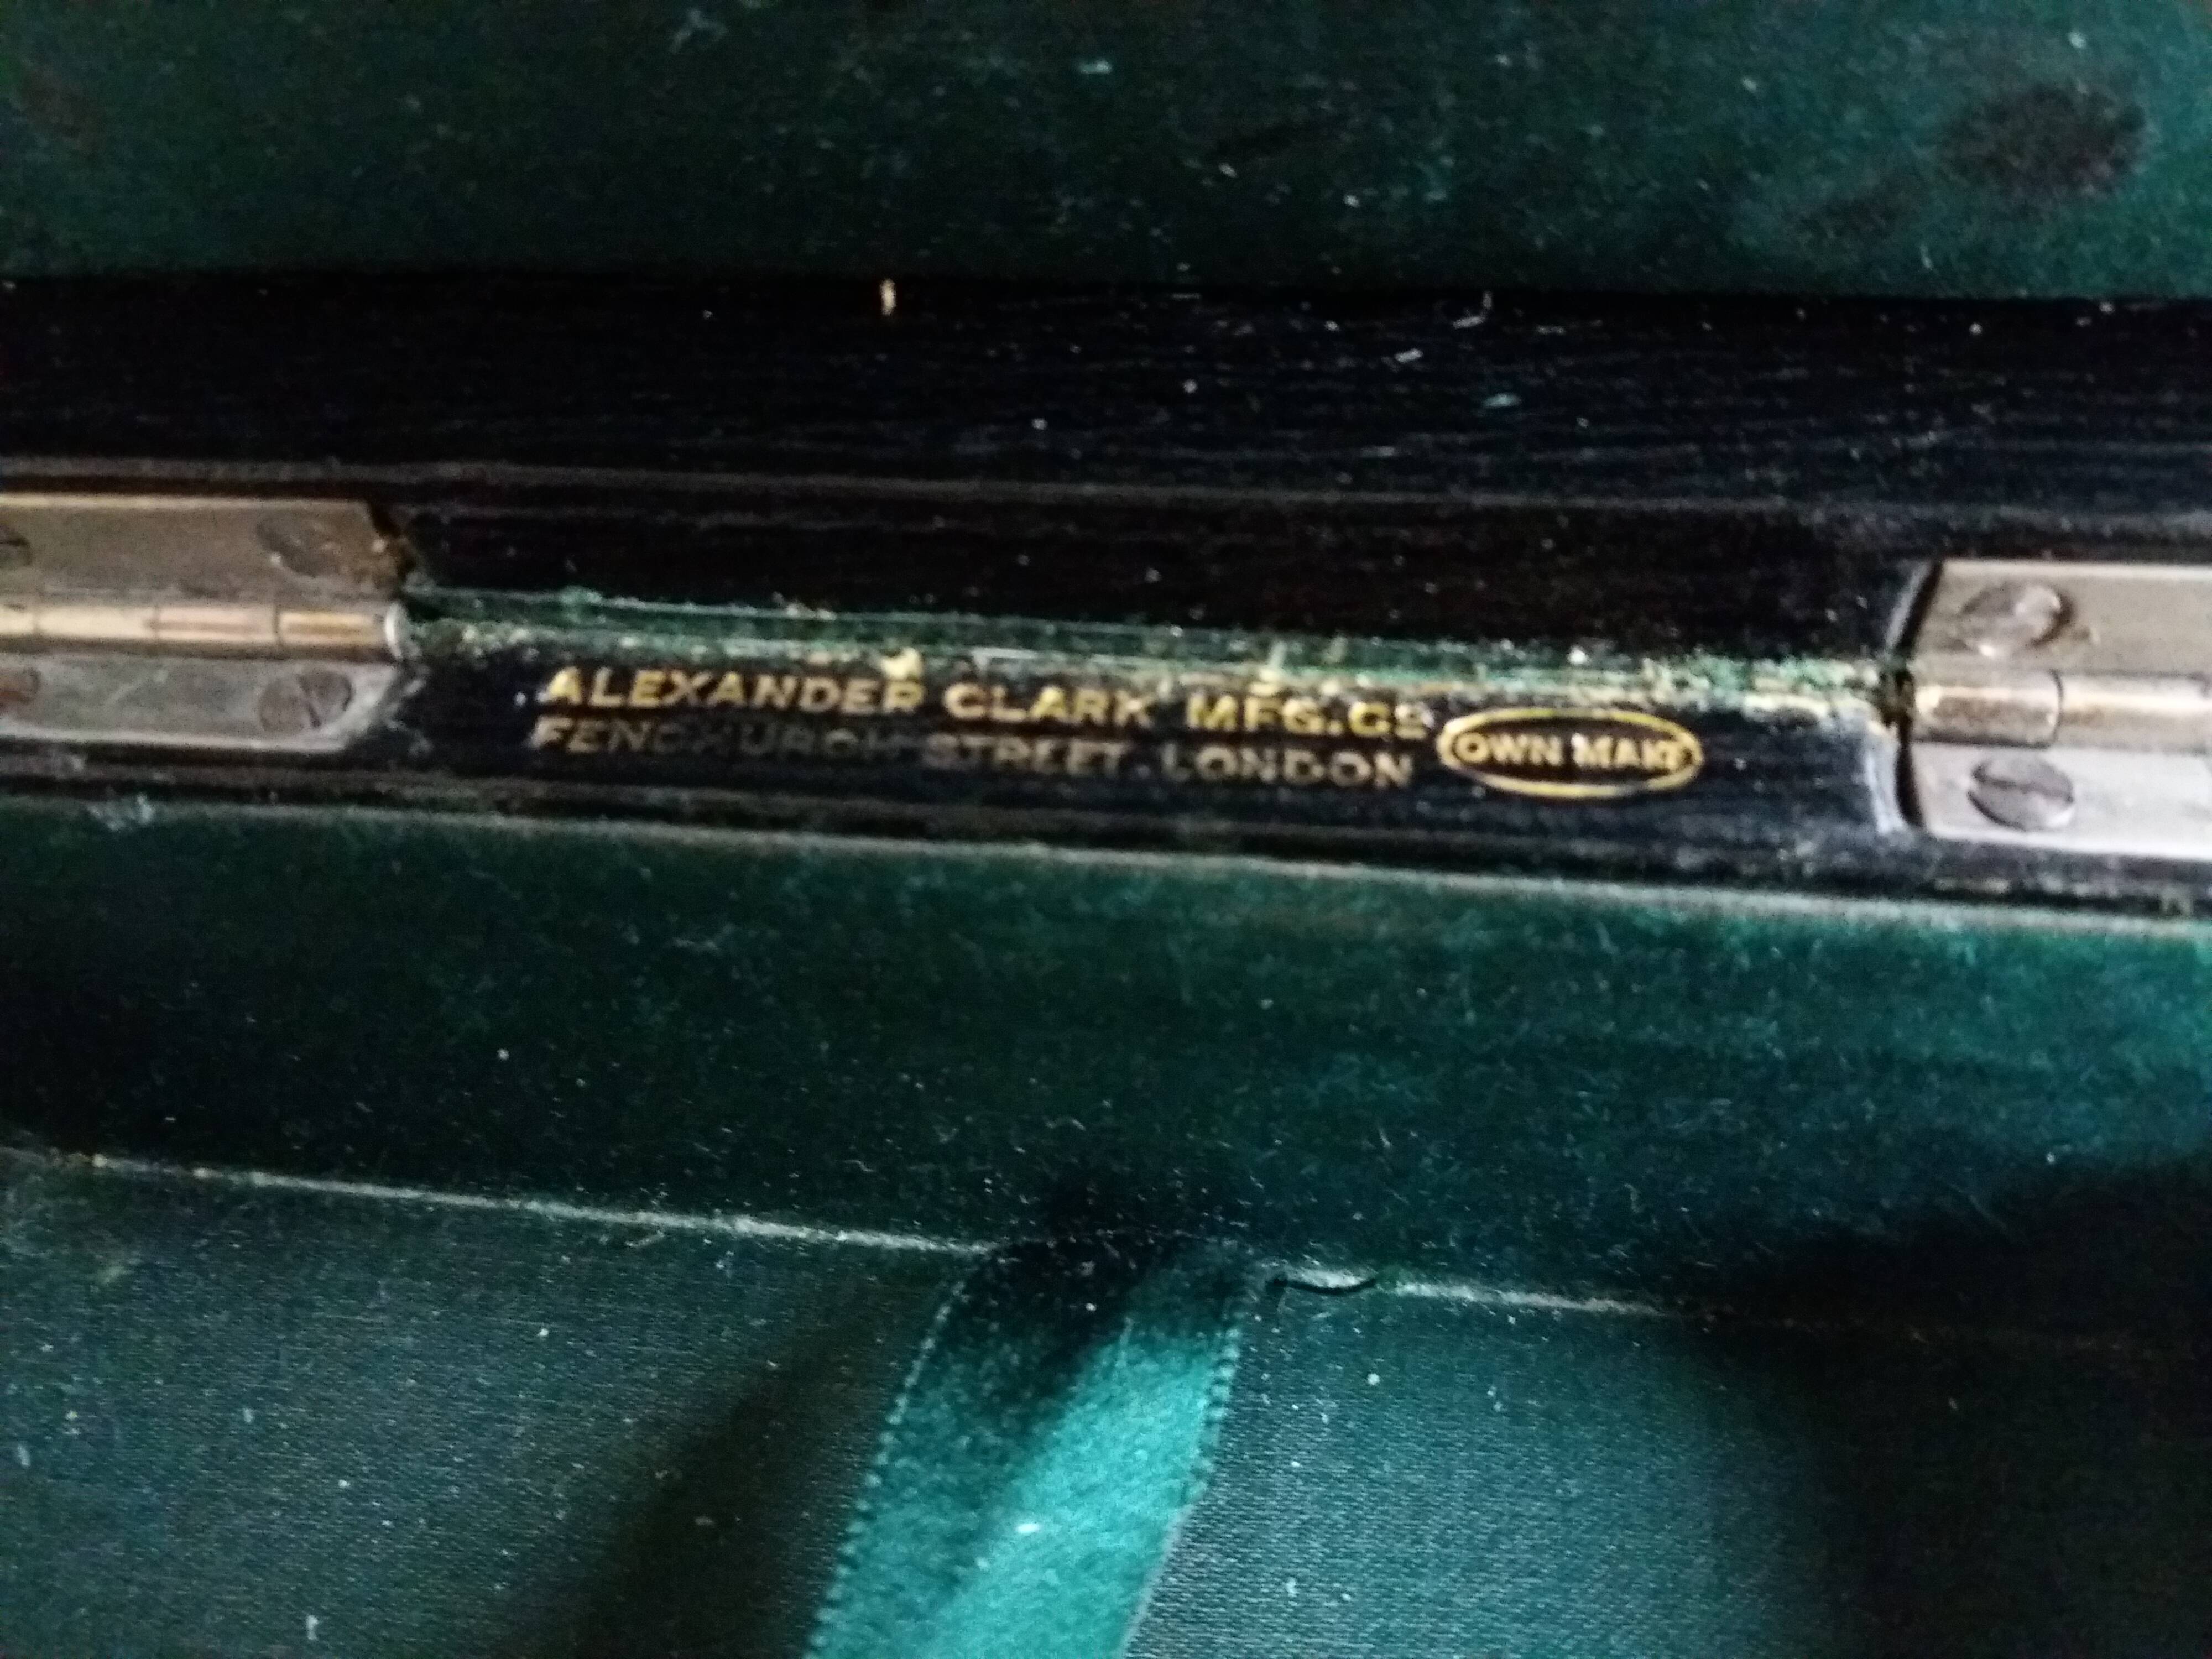 ALEXANDER CLARK MFG.Cº
FENCHURCH STREET. LONDON
OWN MAKE